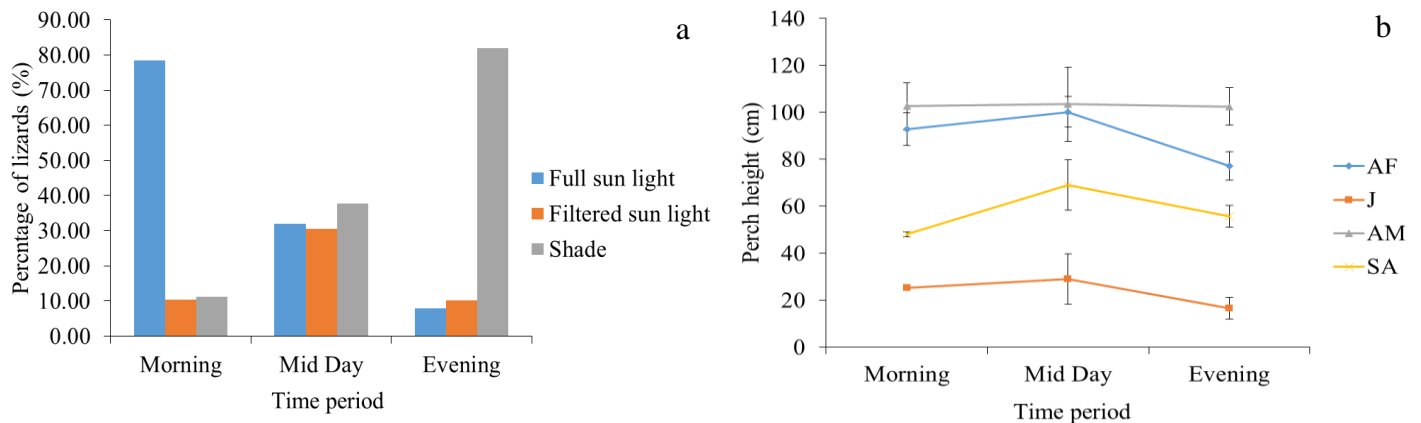 a
Percntage of lizards (%)
90.00
80.00
70.00
60.00
50.00
40.00
30.00
20.00
10.00
0.00
Morning Mid Day Evening
Time period
Full sun light
Filtered sun light
Shade
b
Perch height (cm)
140
120
100
80
60
40
20
0
Morning Mid Day Evening
Time period
AF
J
AM
SA